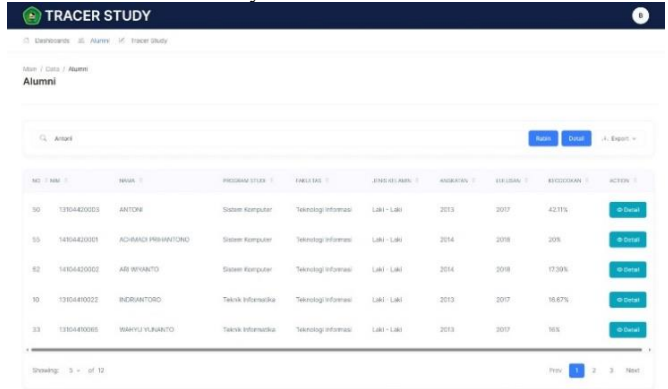 TRACER STUDY
B
Dashboards Alumni Tracer Study
Main / Data / Alumni
Alumni
Rabin Detail Export
NO NIM NAMA PROGRAM STUDI FAKULTAS JENIS KELAMIN ANGKATAN KELULUSAN KECOCOKAN ACTION
50 13104420003 ANTONI Sistem Komputer Teknologi Informasi Laki - Laki 2013 2017 42.11% Detail
55 14104420001 ACHMADI PRIHANTONO Sistem Komputer Teknologi Informasi Laki - Laki 2014 2018 20% Detail
14104420002 ARI WIYANTO Sistem Komputer Teknologi Informasi Laki - Laki 2014 2018 17.39% Detail
10 13104410022 INDRIANTORO Teknik Informatika Teknologi Informasi Laki - Laki 2013 2017 16.67% Detail
33 WAHYU YUNANTO Teknik Informatika Teknologi Informasi Laki - Laki 2013 2017 16% Detail
Showing: 5 of 12 Prev 1 2 3 Next